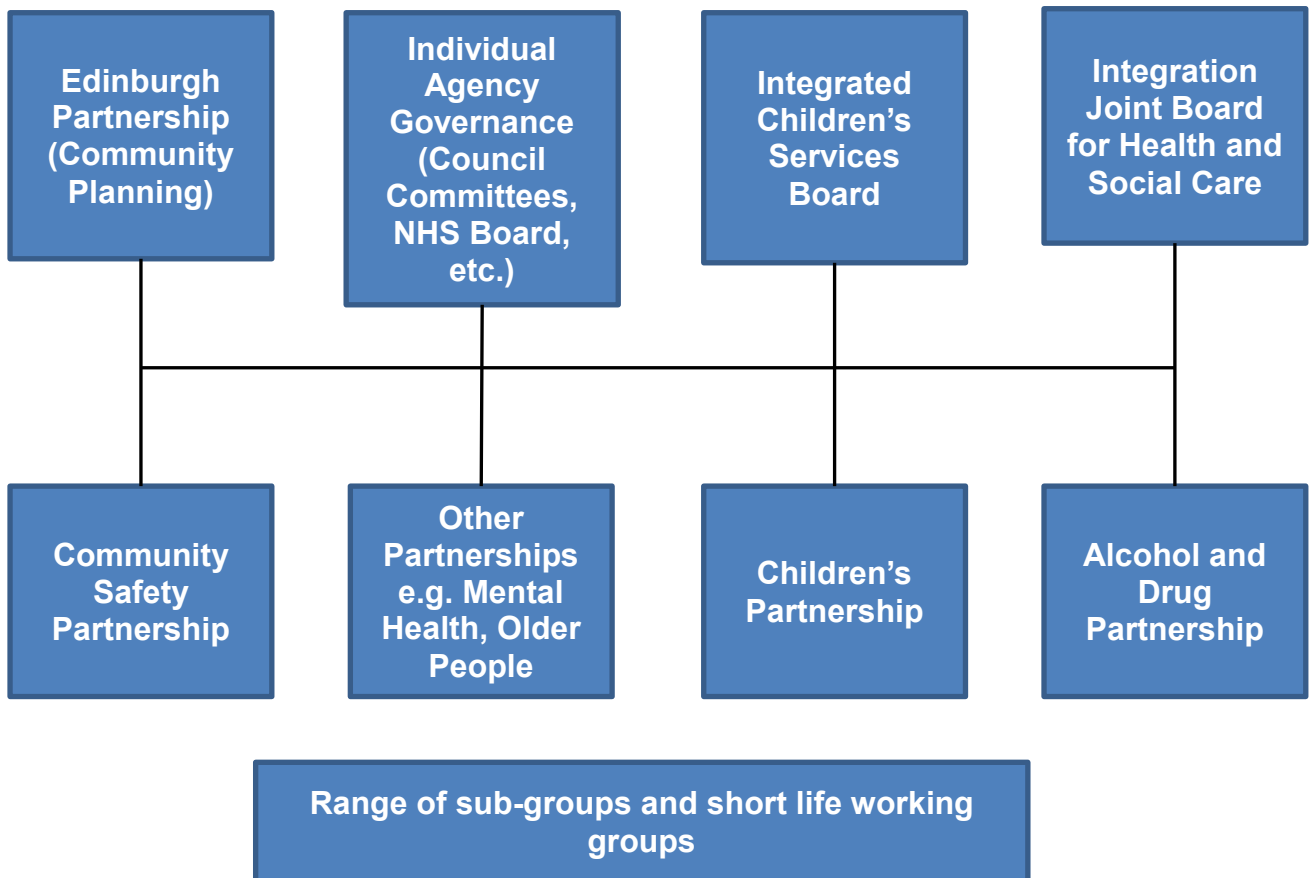 Edinburgh
Partnership
(Community
Planning)
Individual
Agency
Governance
(Council
Committees,
NHS Board,
etc.)
Integrated
Children’s
Services
Board
Integration
Joint Board
for Health and
Social Care
Community
Safety
Partnership
Other
Partnerships
e.g. Mental
Health, Older
People
Children’s
Partnership
Alcohol and
Drug
Partnership
Range of sub-groups and short life working
groups